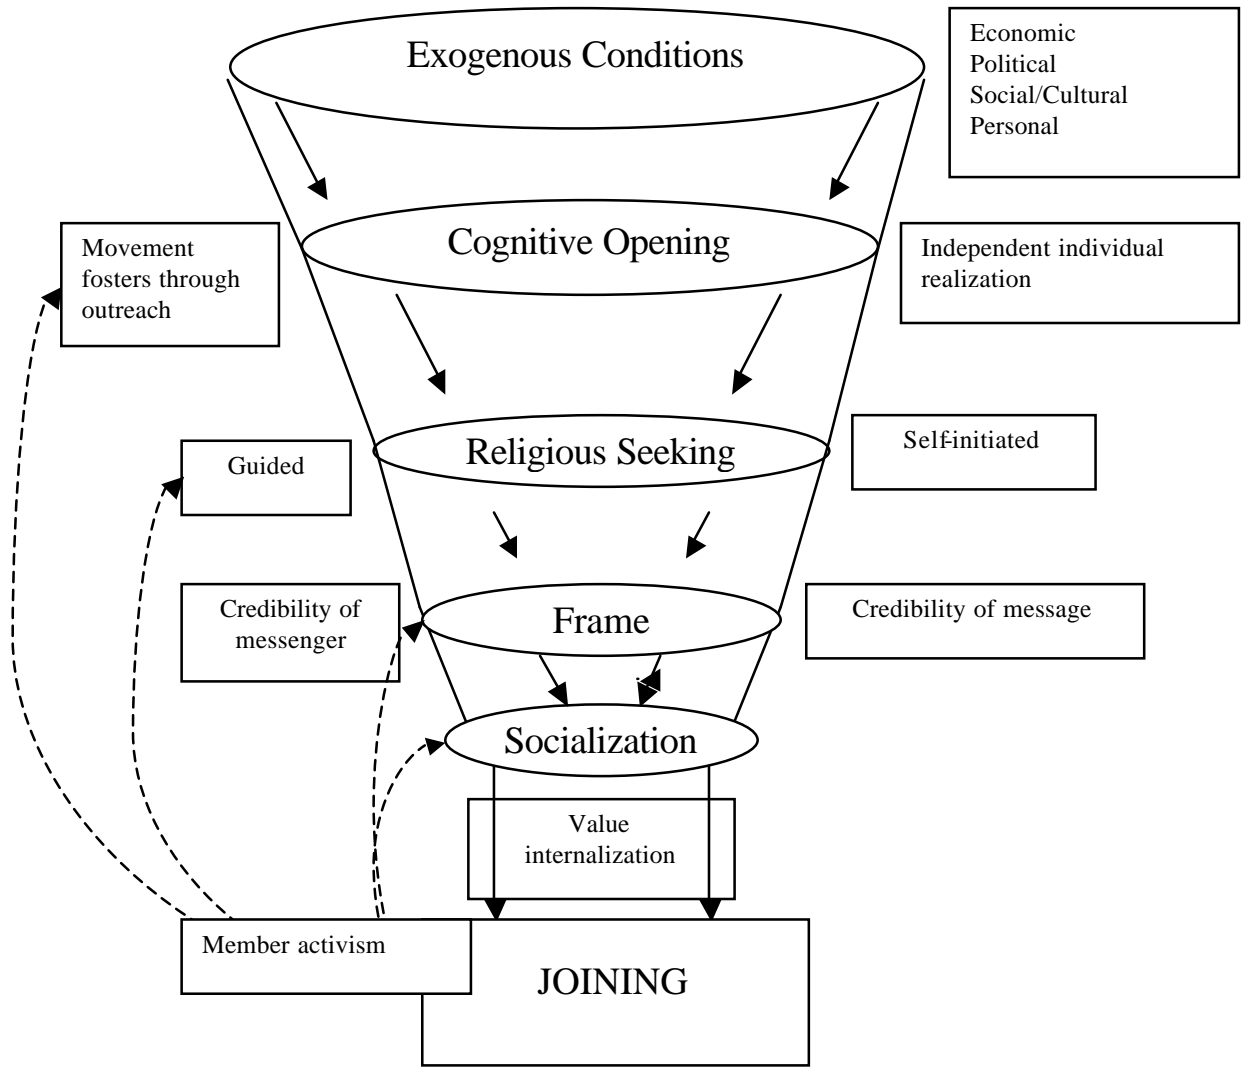 Exogenous Conditions
Economic
Political
Social/Cultural
Personal
Cognitive Opening
Movement
fosters through
outreach
Independent individual
realization
Religious Seeking
Guided
Self-initiated
Frame
Credibility of
messenger
Credibility of message
Socialization
Value
internalization
Member activism
JOINING